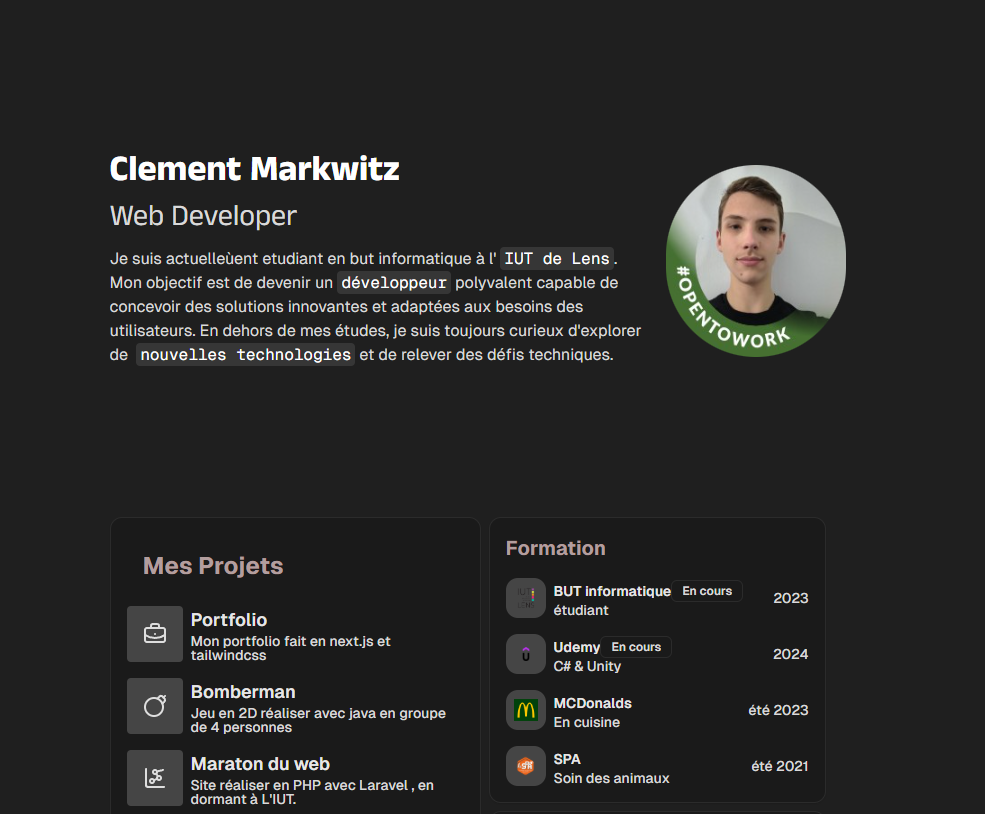 Clement Markwitz
Web Developer
Je suis actuelleùent etudiant en but informatique à l' IUT de Lens .
Mon objectif est de devenir un développeur polyvalent capable de
concevoir des solutions innovantes et adaptées aux besoins des
utilisateurs. En dehors de mes études, je suis toujours curieux d'explorer
de nouvelles technologies et de relever des défis techniques.
#OPENTOWORK
Mes Projets
Portfolio
Mon portfolio fait en next.js et
tailwindcss
Bomberman
Jeu en 2D réaliser avec java en groupe
de 4 personnes
Maraton du web
Site réaliser en PHP avec Laravel , en
dormant à L'IUT.
Formation
BUT informatique En cours
étudiant
2023
Udemy En cours
C# & Unity
2024
MCDonalds
En cuisine
été 2023
SPA
Soin des animaux
été 2021